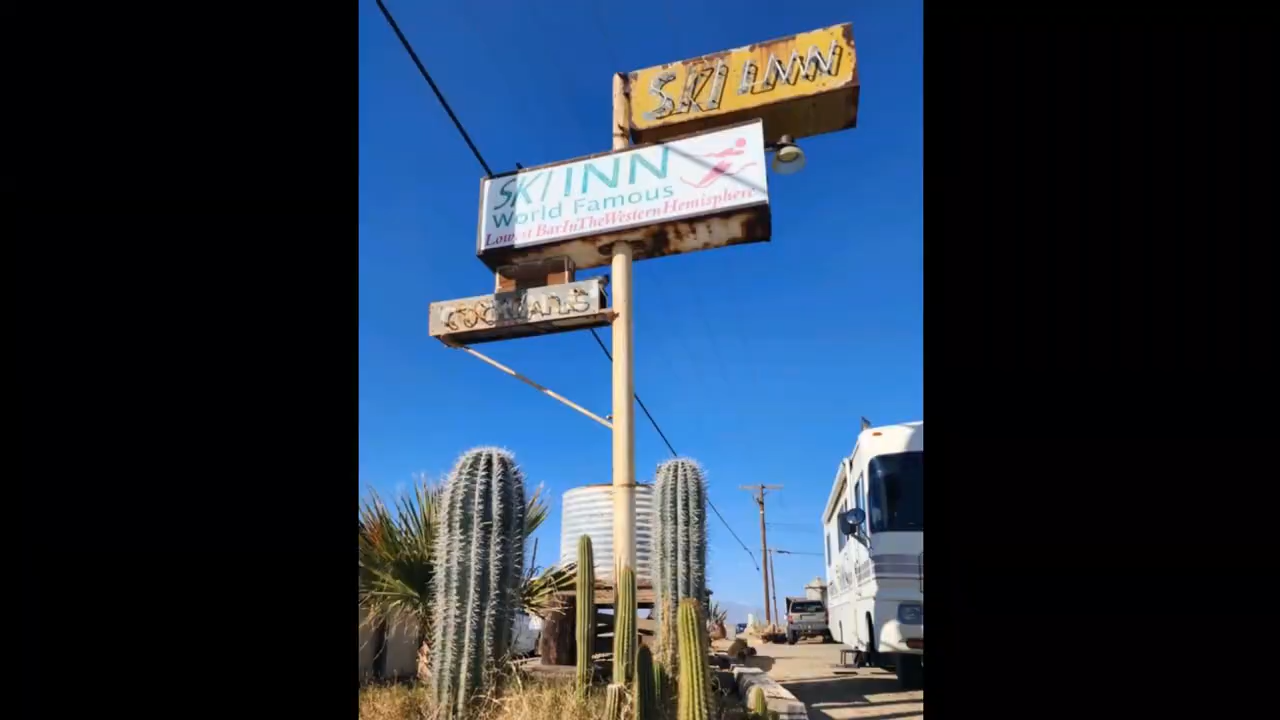 SKI INN
SKI INN
World Famous
Lowest Bar In The Western Hemisphere
COCKTAILS